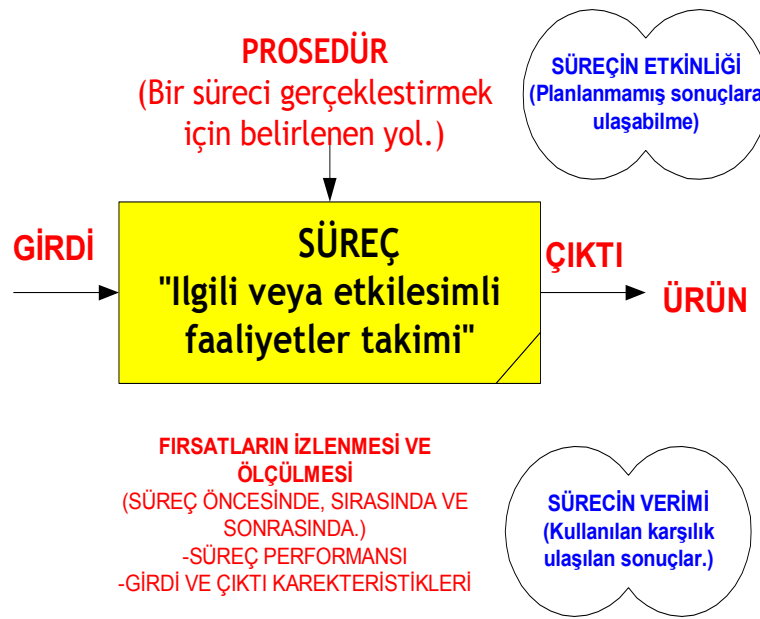 PROSEDÜR
(Bir süreci gerçeklestirmek
için belirlenen yol.)
SÜREÇİN ETKİNLİĞİ
(Planlanmamış sonuçlara
ulaşabilme)
GİRDİ
SÜREÇ
"Ilgili veya etkilesimli
faaliyetler takimi"
ÇIKTI
ÜRÜN
FIRSATLARIN İZLENMESİ VE
ÖLÇÜLMESİ
(SÜREÇ ÖNCESİNDE, SIRASINDA VE
SONRASINDA.)
-SÜREÇ PERFORMANSI
-GİRDİ VE ÇIKTI KAREKTERİSTİKLERİ
SÜRECİN VERİMİ
(Kullanılan karşılık
ulaşılan sonuçlar.)